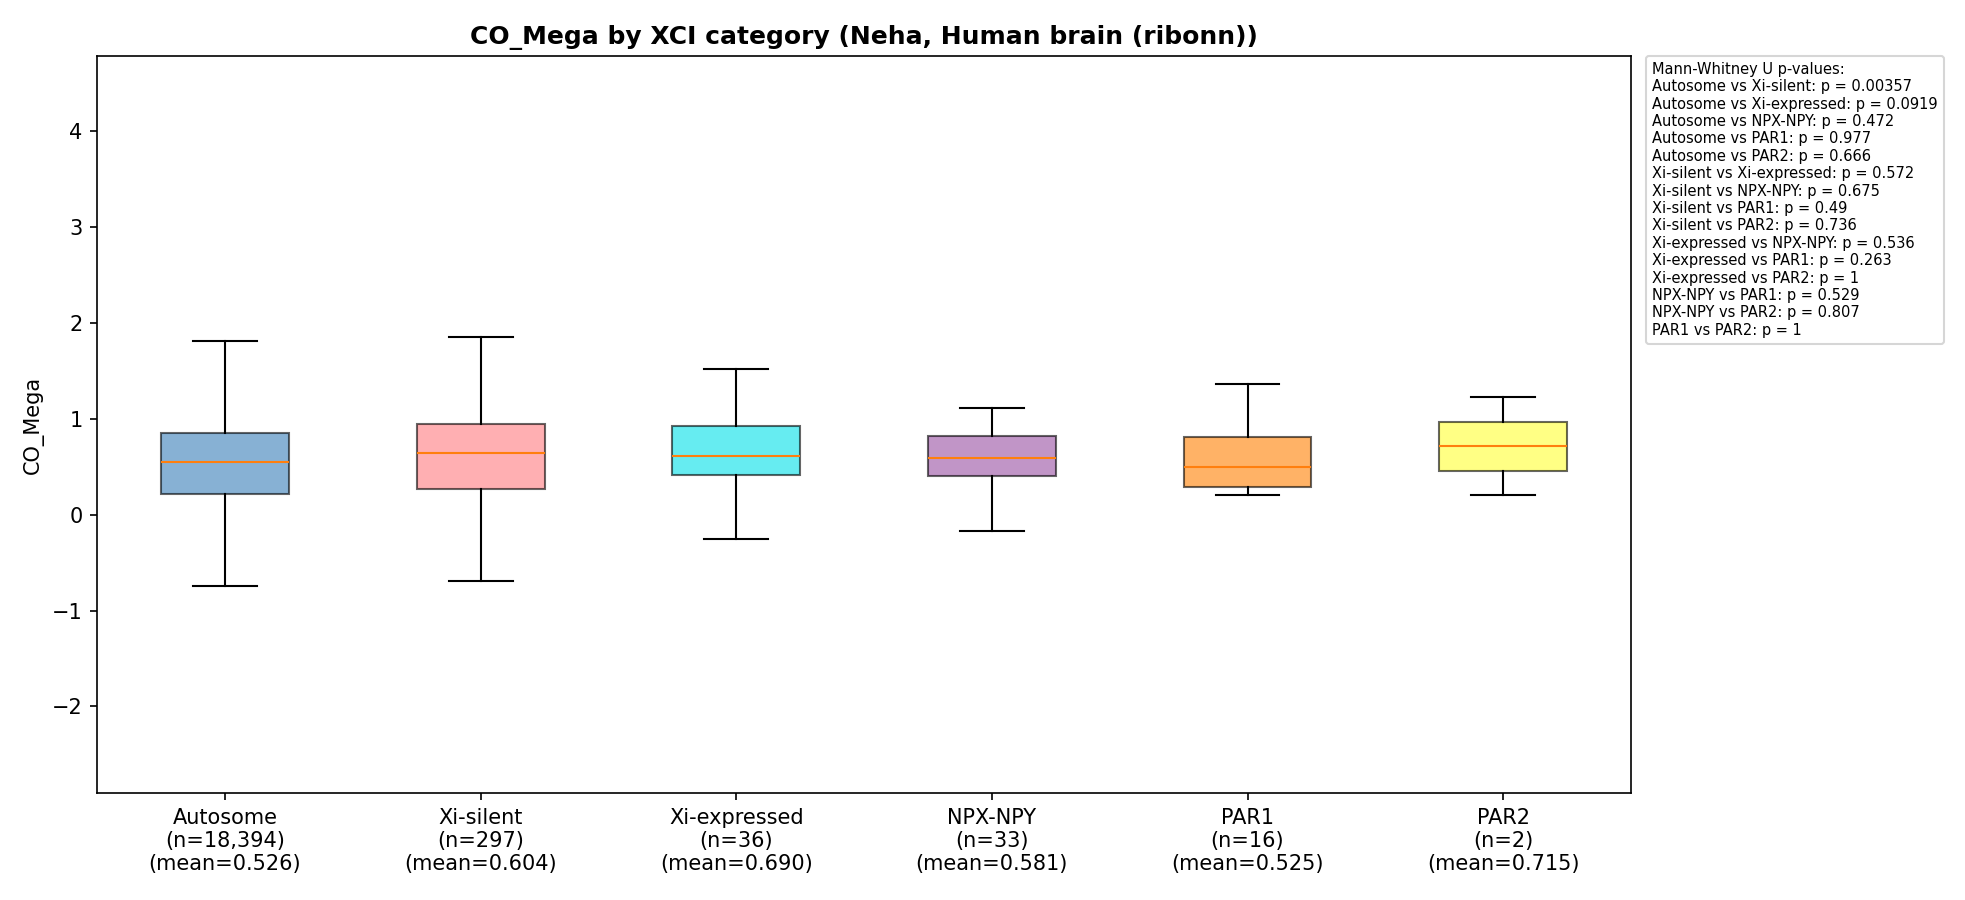 CO_Mega by XCI category (Neha, Human brain (ribonn))
CO_Mega
4
3
2
1
0
−1
−2
Autosome
(n=18,394)
(mean=0.526)
Xi-silent
(n=297)
(mean=0.604)
Xi-expressed
(n=36)
(mean=0.690)
NPX-NPY
(n=33)
(mean=0.581)
PAR1
(n=16)
(mean=0.525)
PAR2
(n=2)
(mean=0.715)
Mann-Whitney U p-values:
Autosome vs Xi-silent: p = 0.00357
Autosome vs Xi-expressed: p = 0.0919
Autosome vs NPX-NPY: p = 0.472
Autosome vs PAR1: p = 0.977
Autosome vs PAR2: p = 0.666
Xi-silent vs Xi-expressed: p = 0.572
Xi-silent vs NPX-NPY: p = 0.675
Xi-silent vs PAR1: p = 0.49
Xi-silent vs PAR2: p = 0.736
Xi-expressed vs NPX-NPY: p = 0.536
Xi-expressed vs PAR1: p = 0.263
Xi-expressed vs PAR2: p = 1
NPX-NPY vs PAR1: p = 0.529
NPX-NPY vs PAR2: p = 0.807
PAR1 vs PAR2: p = 1